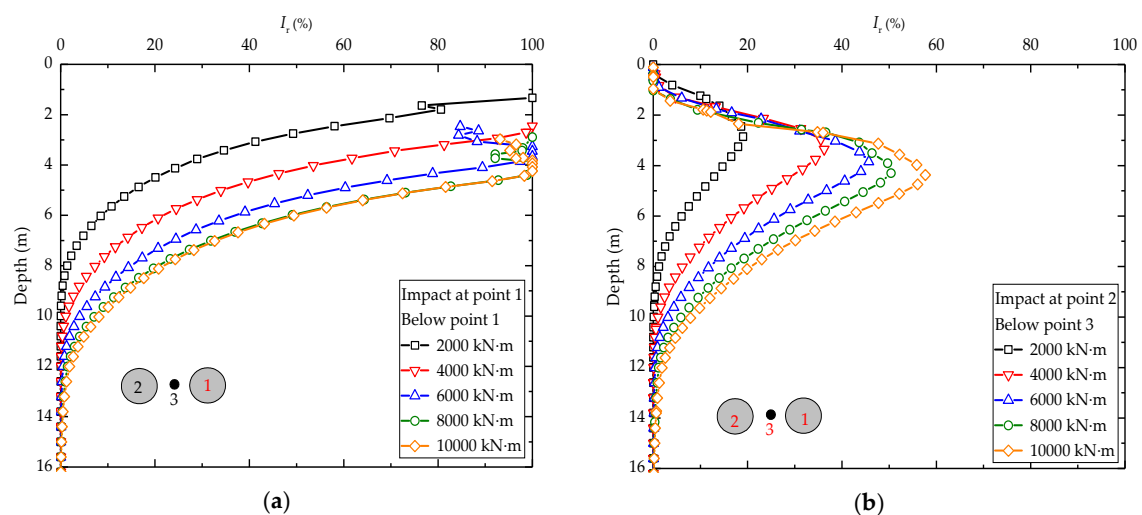 I_r (%)
0 20 40 60 80 100
0
2
4
6
8
10
12
14
16
Depth (m)
Impact at point 1
Below point 1
2000 kN·m
4000 kN·m
6000 kN·m
8000 kN·m
10000 kN·m
2 3 1
(a)
I_r (%)
0 20 40 60 80 100
0
2
4
6
8
10
12
14
16
Depth (m)
Impact at point 2
Below point 3
2000 kN·m
4000 kN·m
6000 kN·m
8000 kN·m
10000 kN·m
2 3 1
(b)